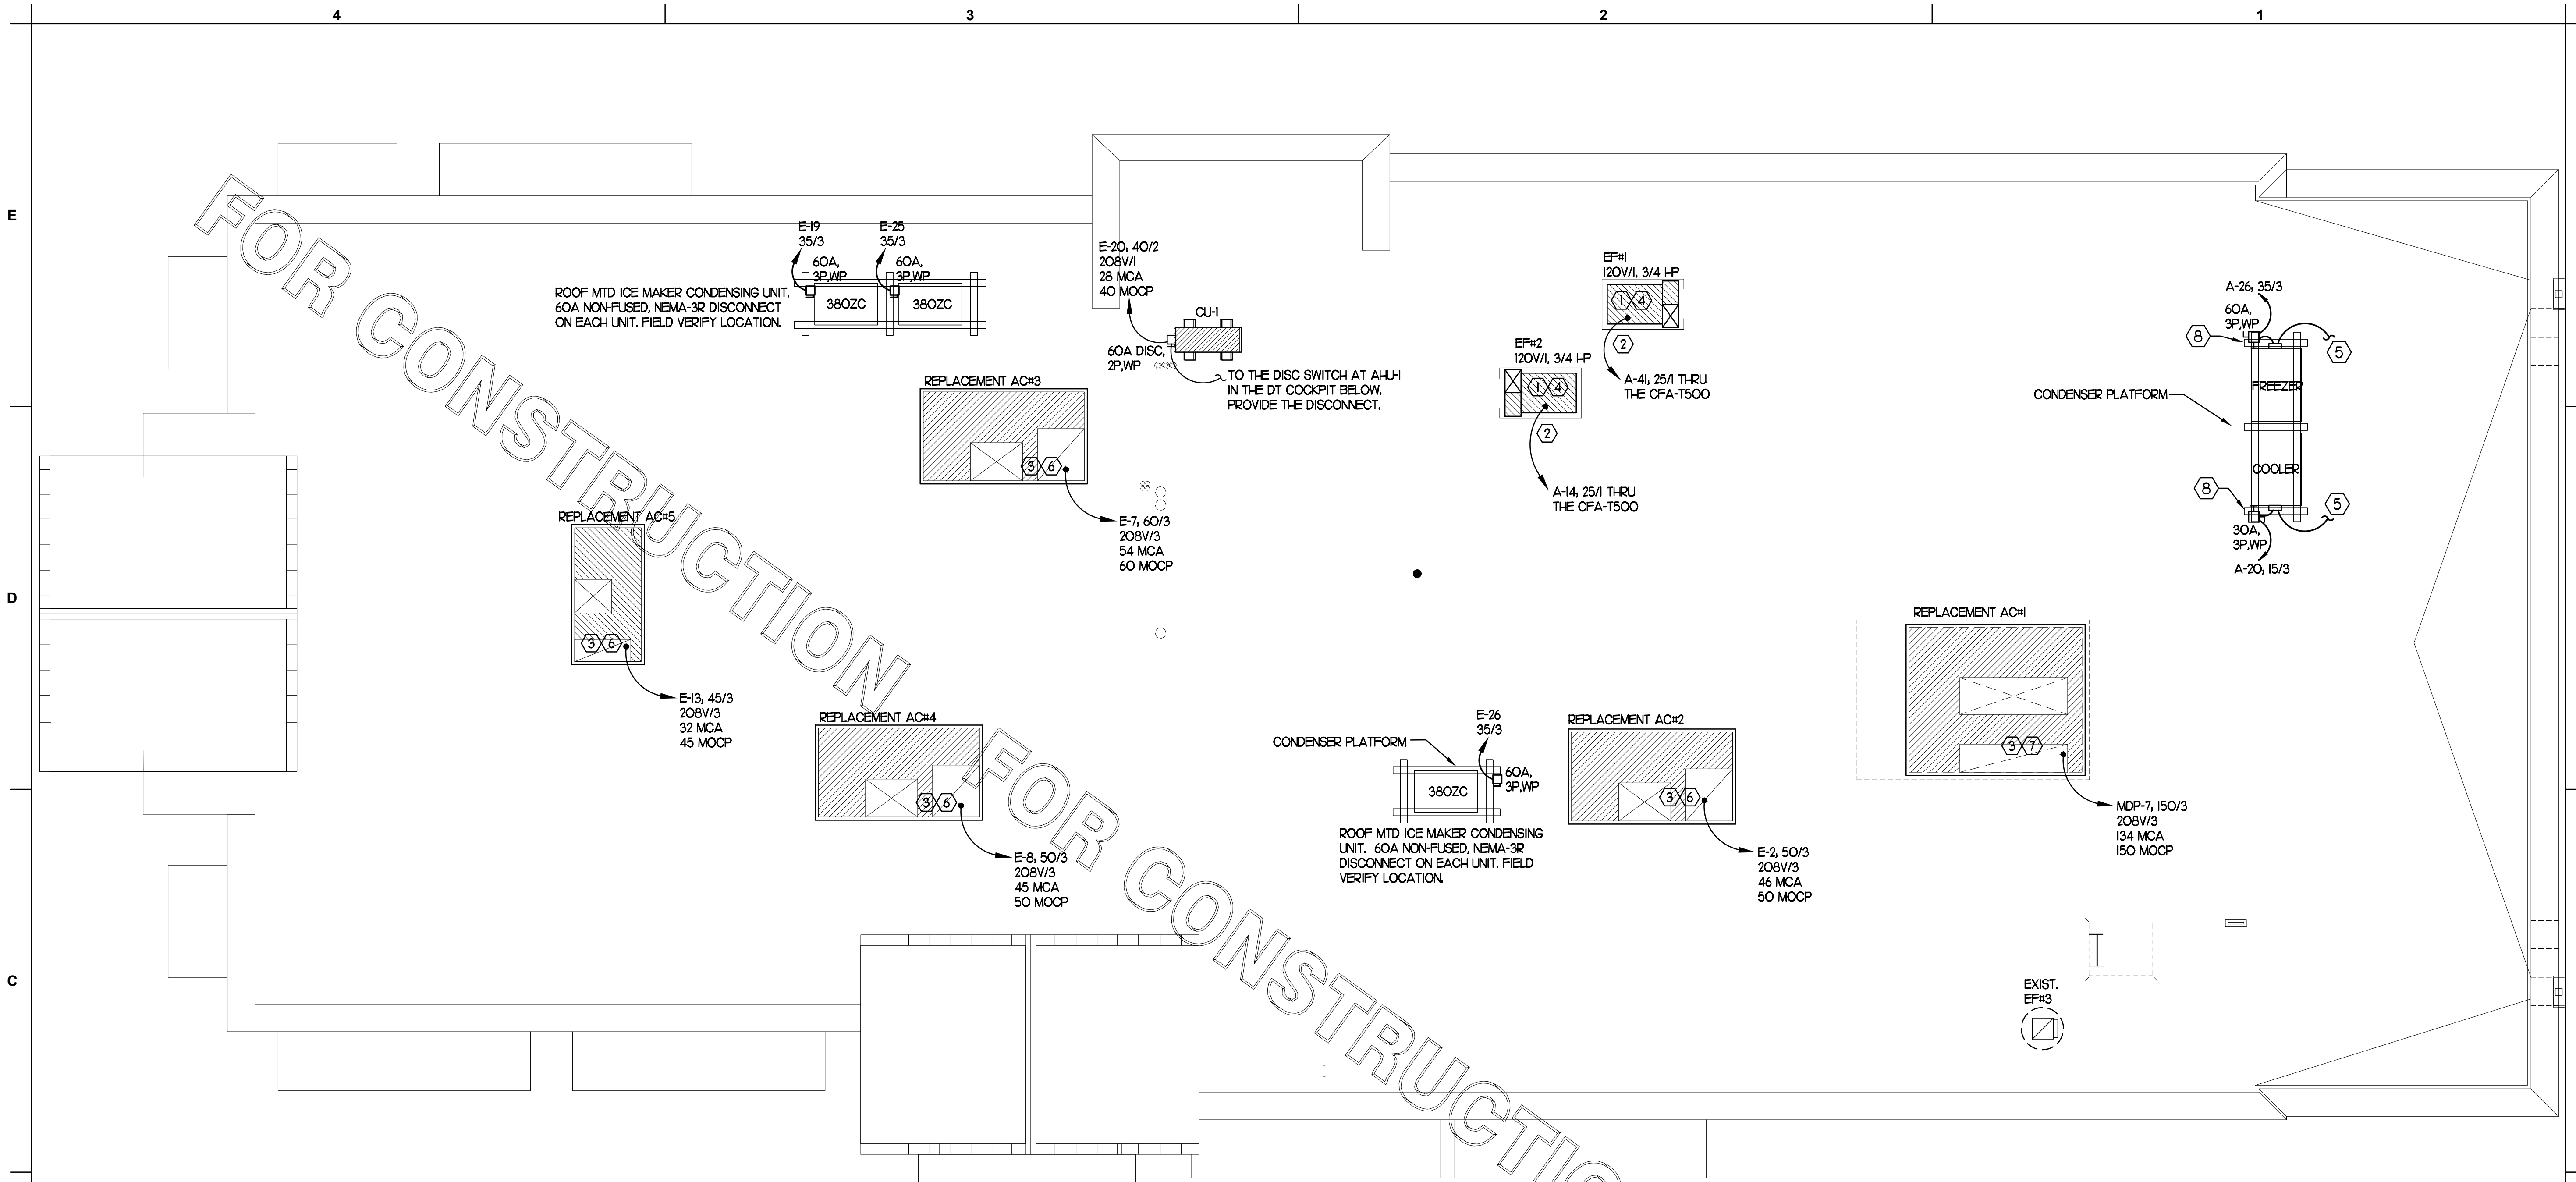 4
3
2
1
E
D
C
FOR CONSTRUCTION
FOR CONSTRUCTIO
E-19
35/3
60A,
3P,WP
E-25
35/3
60A,
3P,WP
ROOF MTD ICE MAKER CONDENSING UNIT.
60A NON-FUSED, NEMA-3R DISCONNECT
ON EACH UNIT. FIELD VERIFY LOCATION.
380ZC
380ZC
E-20, 40/2
208V/1
28 MCA
40 MOCP
CU-1
60A DISC,
2P,WP
TO THE DISC SWITCH AT AHU-1
IN THE DT COCKPIT BELOW.
PROVIDE THE DISCONNECT.
EF#1
120V/1, 3/4 HP
1 4
2
A-41, 25/1 THRU
THE CFA-T500
EF#2
120V/1, 3/4 HP
1 4
2
A-14, 25/1 THRU
THE CFA-T500
A-26, 35/3
60A,
3P,WP
8
5
FREEZER
CONDENSER PLATFORM
COOLER
8
5
30A,
3P,WP
A-20, 15/3
REPLACEMENT AC#3
3 6
E-7, 60/3
208V/3
54 MCA
60 MOCP
REPLACEMENT AC#5
3 6
E-13, 45/3
208V/3
32 MCA
45 MOCP
REPLACEMENT AC#4
3 6
E-8, 50/3
208V/3
45 MCA
50 MOCP
CONDENSER PLATFORM
E-26
35/3
60A,
3P,WP
380ZC
ROOF MTD ICE MAKER CONDENSING
UNIT. 60A NON-FUSED, NEMA-3R
DISCONNECT ON EACH UNIT. FIELD
VERIFY LOCATION.
REPLACEMENT AC#2
3 6
E-2, 50/3
208V/3
46 MCA
50 MOCP
REPLACEMENT AC#1
3 7
MDP-7, 150/3
208V/3
134 MCA
150 MOCP
EXIST.
EF#3